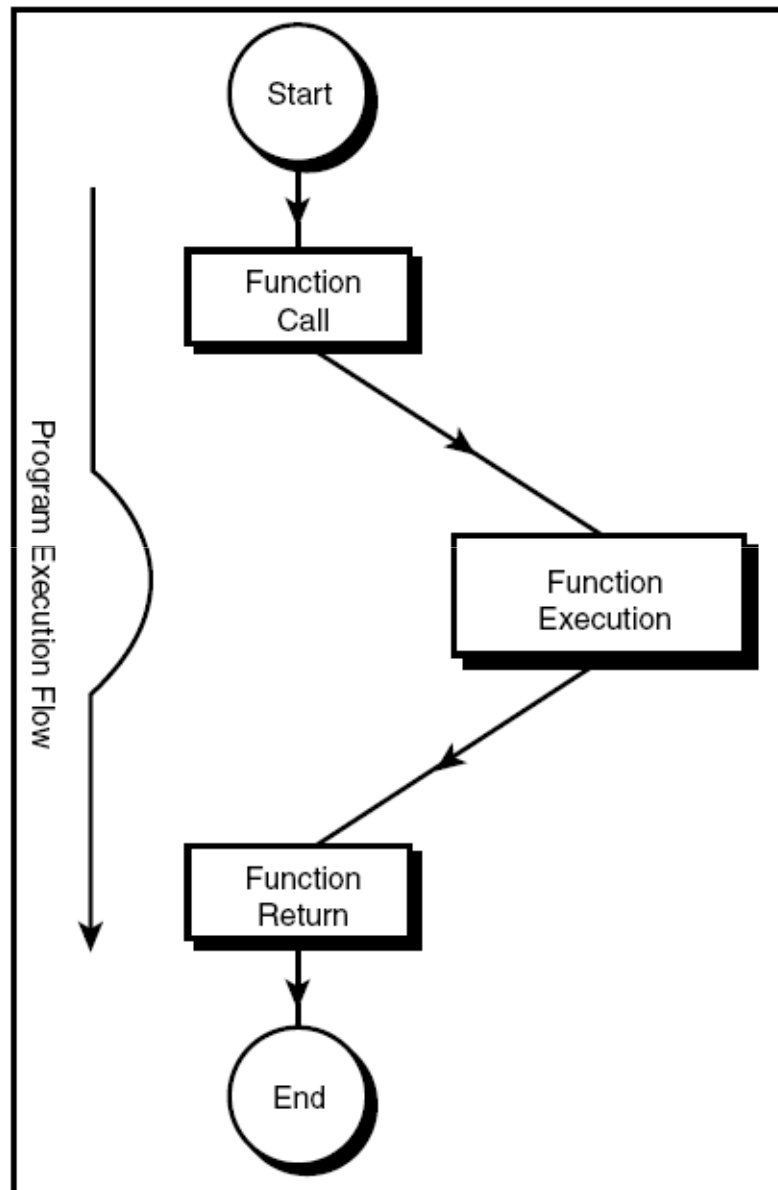 Start
Function
Call
Program Execution Flow
Function
Execution
Function
Return
End